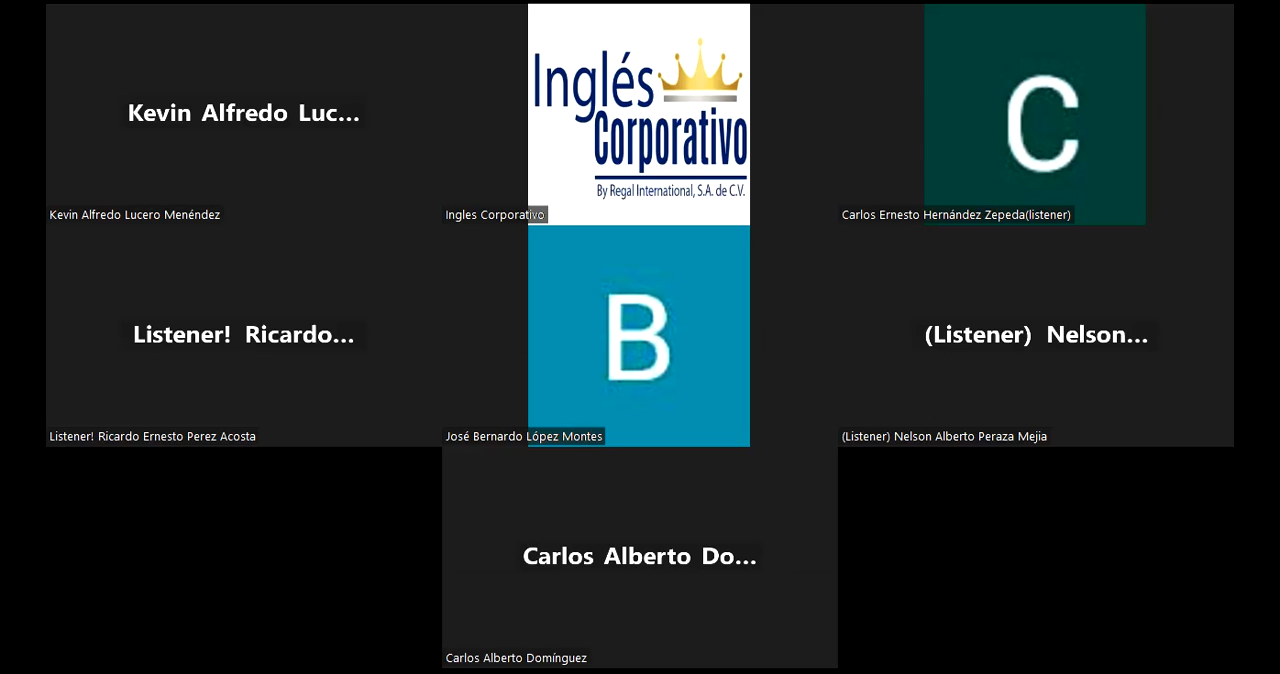 Kevin Alfredo Luc...
Kevin Alfredo Lucero Menéndez
Inglés
Corporativo
By Regal International, S.A. de C.V.
Ingles Corporativo
C
Carlos Ernesto Hernández Zepeda(listener)
Listener! Ricardo...
Listener! Ricardo Ernesto Perez Acosta
B
José Bernardo López Montes
(Listener) Nelson...
(Listener) Nelson Alberto Peraza Mejia
Carlos Alberto Do...
Carlos Alberto Domínguez